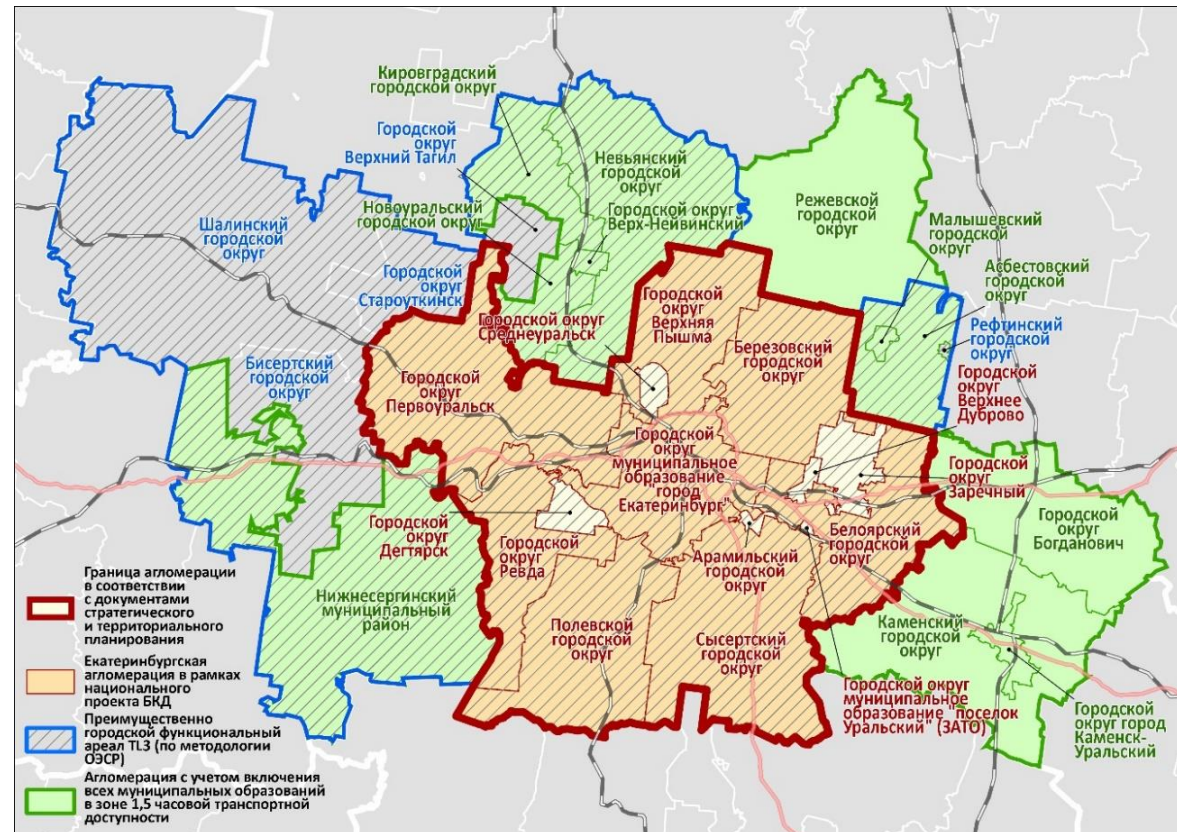 Кировградский
городской округ
Городской
округ
Верхний Тагил
Невьянский
городской
округ
Новоуральский
городской округ
Городской округ
Верх-Нейвинский
Режевской
городской
округ
Малышевский
городской
округ
Асбестовский
городской
округ
Рефтинский
городской
округ
Шалинский
городской
округ
Городской
округ
Староуткинск
Городской округ
Среднеуральск
Городской
округ
Верхняя
Пышма
Березовский
городской
округ
Городской
округ
Верхнее
Дуброво
Бисертский
городской
округ
Городской
округ
Первоуральск
Городской
округ
муниципальное
образование
"город
Екатеринбург"
Городской
округ
Заречный
Городской
округ
Дегтярск
Городской
округ
Ревда
Арамильский
городской
округ
Белоярский
городской
округ
Городской
округ
Богданович
Нижнесергинский
муниципальный
район
Полевской
городской
округ
Сысертский
городской
округ
Каменский
городской
округ
Городской округ
муниципальное
образование "поселок
Уральский" (ЗАТО)
Городской
округ город
Каменск-
Уральский
Граница агломерации
в соответствии
с документами
стратегического
и территориального
планирования
Екатеринбургская
агломерация в рамках
национального
проекта БКД
Преимущественно
городской функциональный
ареал TL3 (по методологии
ОЭСР)
Агломерация с учетом включения
всех муниципальных образований
в зоне 1,5 часовой транспортной
доступности